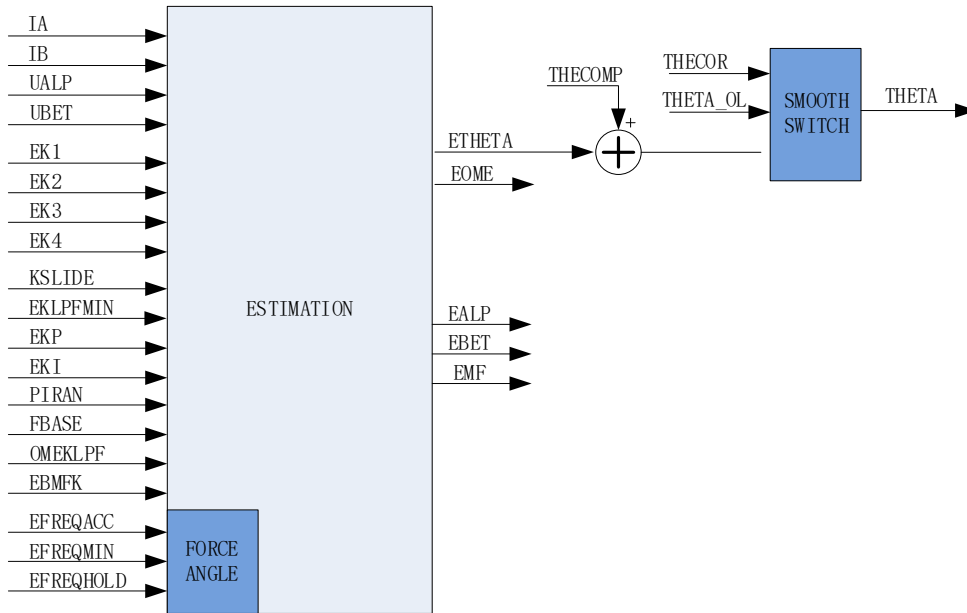 IA
IB
UALP
UBET
EK1
EK2
EK3
EK4
KSLIDE
EKLPFMIN
EKP
EKI
PIRAN
FBASE
OMEKLPF
EBMFK
EFREQACC
EFREQMIN
EFREQHOLD
ESTIMATION
FORCE
ANGLE
ETHETA
EOME
EALP
EBET
EMF
THECOMP
+
THECOR
THETA_OL
SMOOTH
SWITCH
THETA